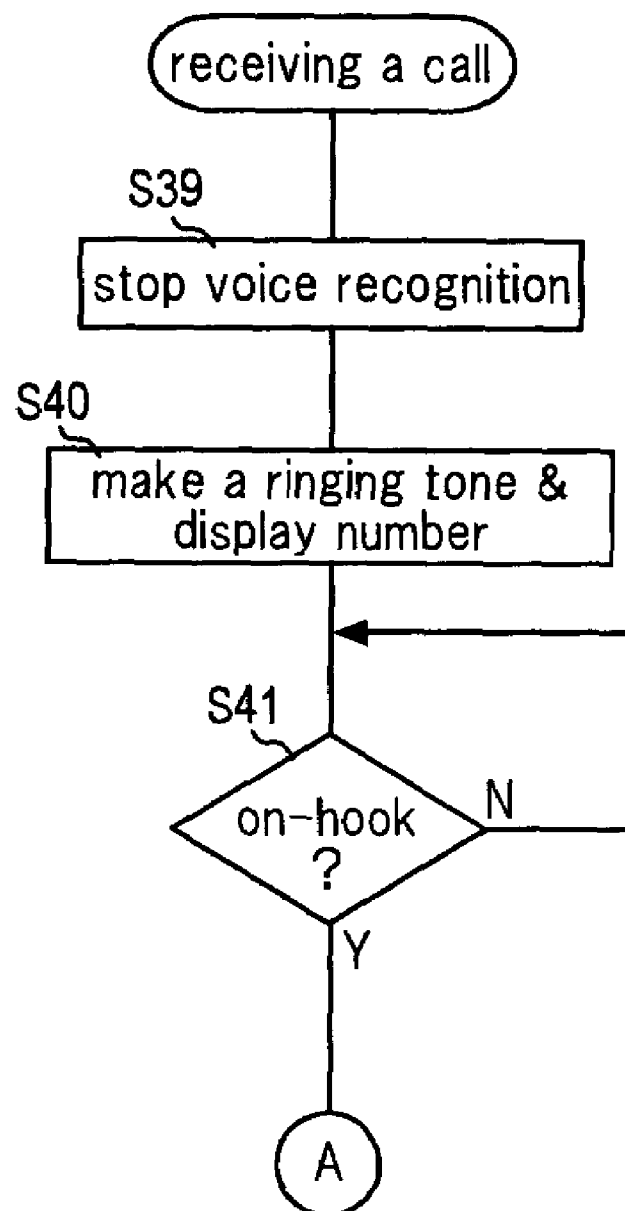 receiving a call
S39
stop voice recognition
S40
make a ringing tone &
display number
S41
on-hook
?
N
Y
A